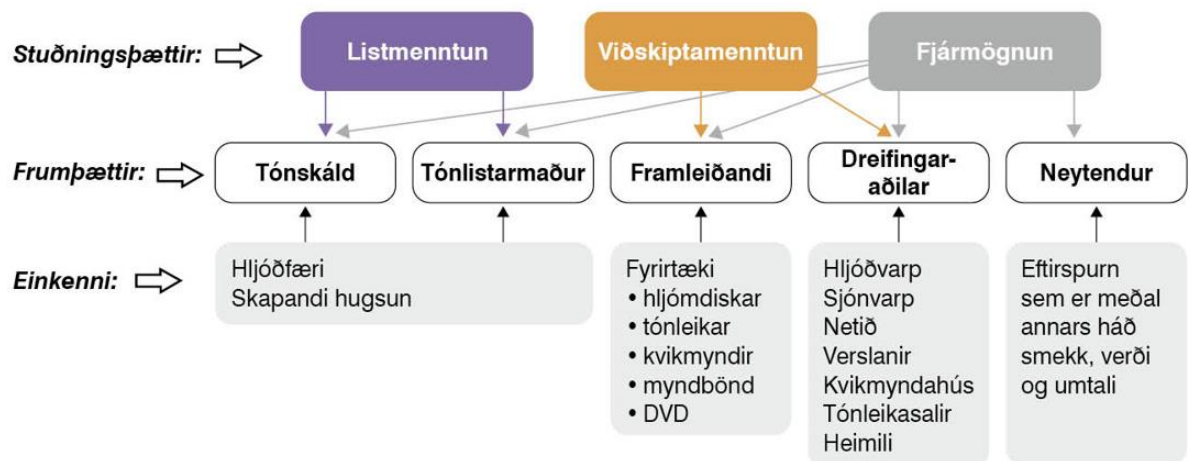 Stuðningsþættir:
Listmenntun
Viðskiptamenntun
Fjármögnun
Frumþættir:
Tónskáld
Tónlistarmaður
Framleiðandi
Dreifingar-
aðilar
Neytendur
Einkenni:
Hljóðfæri
Skapandi hugsun
Fyrirtæki
• hljómdiskar
• tónleikar
• kvikmyndir
• myndbönd
• DVD
Hljóðvarp
Sjónvarp
Netið
Verslanir
Kvikmyndahús
Tónleikasalir
Heimili
Eftirspurn
sem er meðal
annars háð
smekk, verði
og umtali